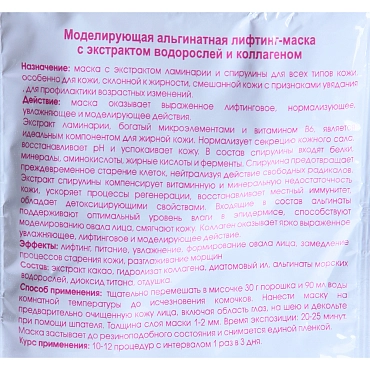 Моделирующая альгинатная лифтинг-маска
с экстрактом водорослей и коллагеном
Назначение: маска с экстрактом ламинарии и спирулины для всех типов кожи,
особенно для кожи, склонной к жирности, смешанной кожи с признаками увядания
, для профилактики возрастных изменений.
Действие: маска оказывает выраженное лифтинговое, нормализующее,
увлажняющее и моделирующее действия.
Экстракт ламинарии, богатый микроэлементами и витамином В6, являет
идеальным компонентом для жирной кожи. Нормализует секрецию кожного сало
восстанавливает pH и успокаивает кожу. В состав спирулины входят белки,
минералы, аминокислоты, жирные кислоты и ферменты. Спирулина предотвращает
преждевременное старение клеток, нейтрализуя действие свободных радикалов.
Экстракт спирулины компенсирует витаминную и минеральную недостаточность
кожи, ускоряет процессы регенерации, восстанавливает местный иммунитет,
обладает детоксицирующими свойствами. Входящие в состав альгинаты
поддерживают оптимальный уровень влаги в эпидермисе, способствуют
моделированию овала лица, смягчают кожу. Коллаген оказывает ярко выраженное
увлажняющее, лифтинговое и моделирующее действие.
Эффекты: лифтинг, питание, увлажнение, формирование овала лица, замедление
процессов старения кожи, разглаживание морщин
Состав: экстракт какао, гидролизат коллагена, диатомовый ил, альгинаты морских
водорослей, диоксид титана, отдушка
Способ применения: тщательно перемешать в мисочке 30 г порошка и 90 мл воды
комнатной температуры до исчезновения комочков. Нанести маску на
предварительно очищенную кожу лица, включая область глаз, на шею и декольте
при помощи шпателя. Толщина слоя маски 1-2 мм. Время экспозиции: 20-25 минут.
Маска застывает до резиноподобного состояния и снимается единой пленкой.
Курс применения: 10-12 процедур с интервалом 1 раз в 3 дня.